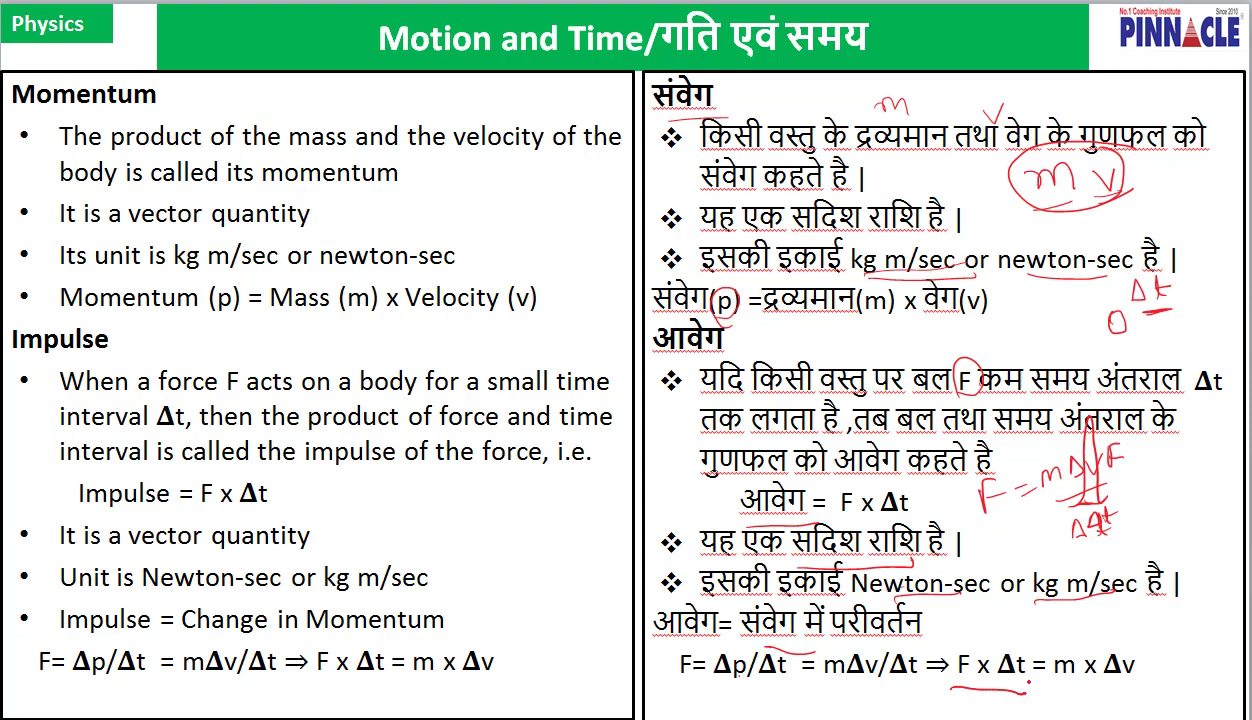 Physics
Motion and Time/गति एवं समय
No.1 Coaching Institute
Since 2010
PINNACLE
Momentum
• The product of the mass and the velocity of the
body is called its momentum
• It is a vector quantity
• Its unit is kg m/sec or newton-sec
• Momentum (p) = Mass (m) x Velocity (v)
Impulse
• When a force F acts on a body for a small time
interval Δt, then the product of force and time
interval is called the impulse of the force, i.e.
Impulse = F x Δt
• It is a vector quantity
• Unit is Newton-sec or kg m/sec
• Impulse = Change in Momentum
F= Δp/Δt = mΔv/Δt ⇒ F x Δt = m x Δv
संवेग
m
v
❖ किसी वस्तु के द्रव्यमान तथा वेग के गुणफल को
संवेग कहते है |
m v
❖ यह एक सदिश राशि है |
❖ इसकी इकाई kg m/sec or newton-sec है |
संवेग(p) =द्रव्यमान(m) x वेग(v)
Δt
आवेग
❖ यदि किसी वस्तु पर बल F कम समय अंतराल Δt
तक लगता है ,तब बल तथा समय अंतराल के
गुणफल को आवेग कहते है
आवेग = F x Δt
❖ यह एक सदिश राशि है |
❖ इसकी इकाई Newton-sec or kg m/sec है |
आवेग= संवेग में परीवर्तन
F= Δp/Δt = mΔv/Δt ⇒ F x Δt = m x Δv